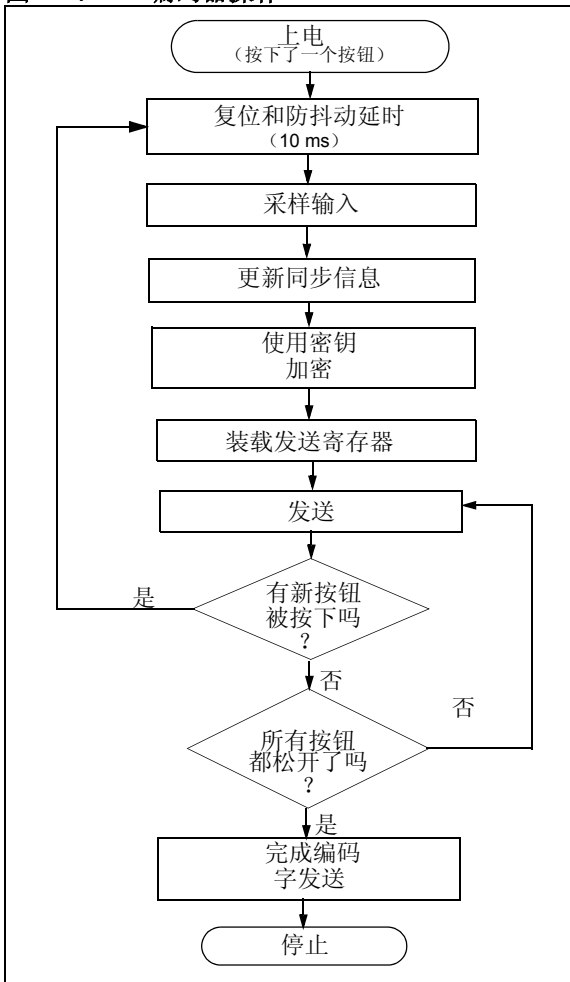 上电
（按下了一个按钮）
复位和防抖动延时
（10 ms）
采样输入
更新同步信息
使用密钥
加密
装载发送寄存器
发送
有新按钮
被按下吗
？
是
否
所有按钮
都松开了吗
？
否
是
完成编码
字发送
停止